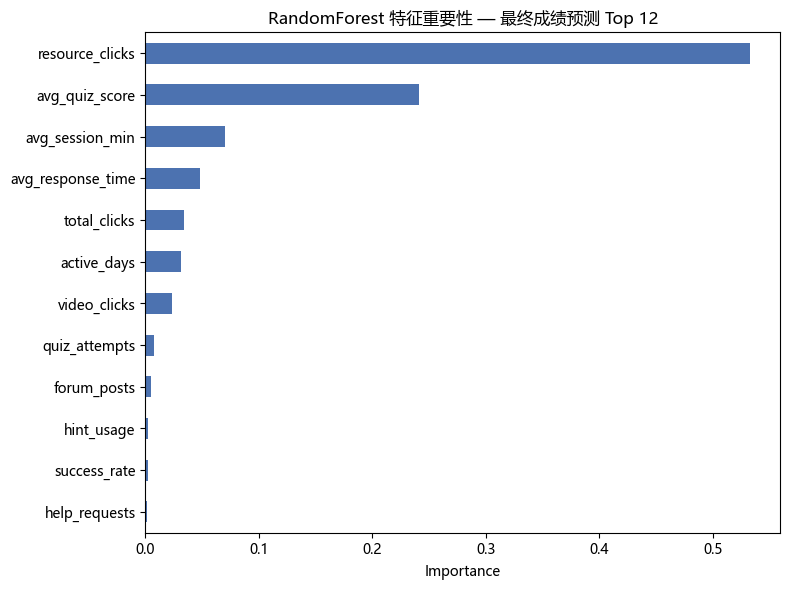 RandomForest 特征重要性 — 最终成绩预测 Top 12
resource_clicks
avg_quiz_score
avg_session_min
avg_response_time
total_clicks
active_days
video_clicks
quiz_attempts
forum_posts
hint_usage
success_rate
help_requests
0.0 0.1 0.2 0.3 0.4 0.5
Importance